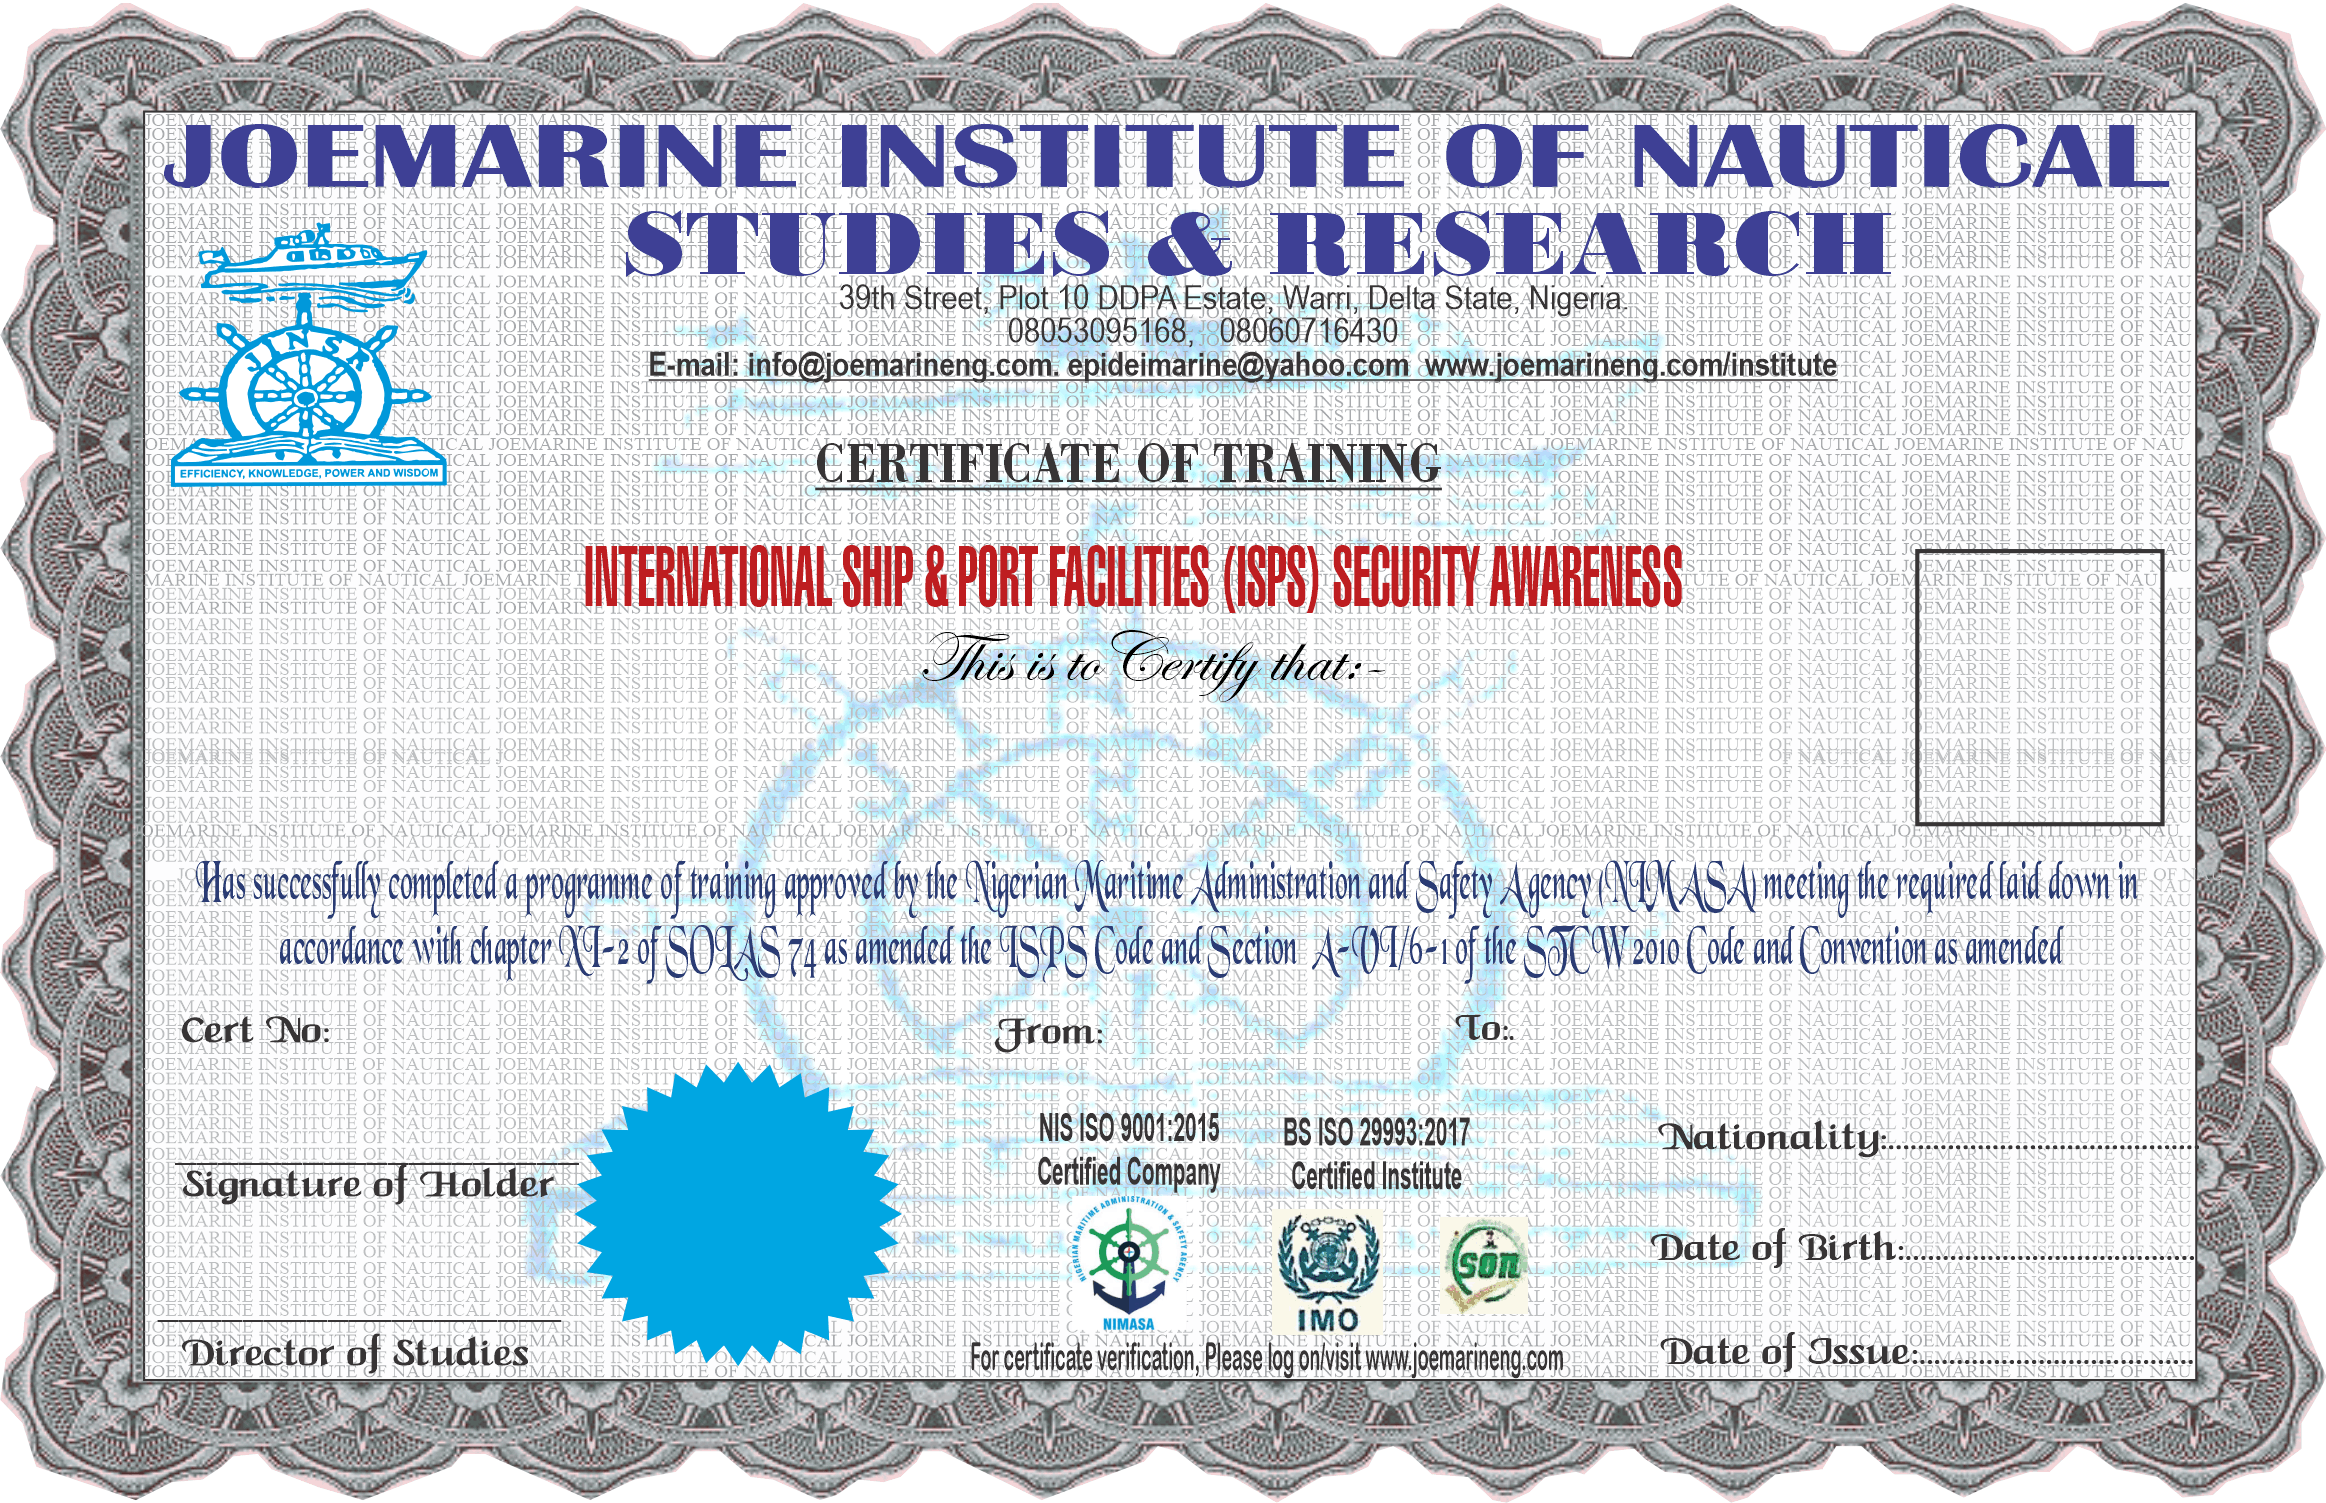 JOEMARINE INSTITUTE OF NAUTICAL
STUDIES & RESEARCH
39th Street, Plot 10 DDPA Estate, Warri, Delta State, Nigeria.
08053095168, 08060716430
E-mail: info@joemarineng.com. epideimarine@yahoo.com www.joemarineng.com/institute
JINSR
EFFICIENCY, KNOWLEDGE, POWER AND WISDOM
CERTIFICATE OF TRAINING
INTERNATIONAL SHIP & PORT FACILITIES (ISPS) SECURITY AWARENESS
This is to Certify that:-
Has successfully completed a programme of training approved by the Nigerian Maritime Administration and Safety Agency (NIMASA) meeting the required laid down in
accordance with chapter XI-2 of SOLAS 74 as amended the ISPS Code and Section A-VI/6-1 of the STCW 2010 Code and Convention as amended
Cert No:
From:
To:.
NIS ISO 9001:2015
Certified Company
BS ISO 29993:2017
Certified Institute
Nationality:
Signature of Holder
NIGERIAN MARITIME ADMINISTRATION & SAFETY AGENCY
NIMASA
IMO
son
Date of Birth:
Director of Studies
For certificate verification, Please log on/visit www.joemarineng.com
Date of Issue: